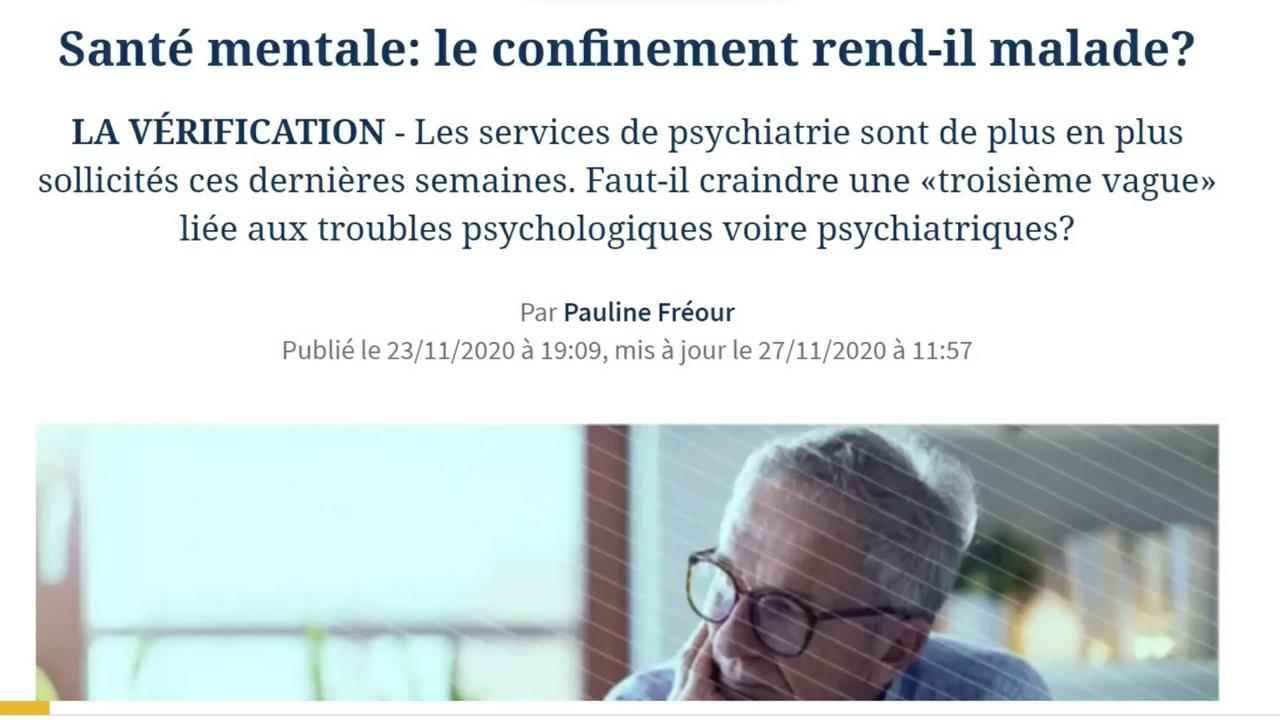 Santé mentale: le confinement rend-il malade?
LA VÉRIFICATION - Les services de psychiatrie sont de plus en plus
sollicités ces dernières semaines. Faut-il craindre une «troisième vague»
liée aux troubles psychologiques voire psychiatriques?
Par Pauline Fréour
Publié le 23/11/2020 à 19:09, mis à jour le 27/11/2020 à 11:57